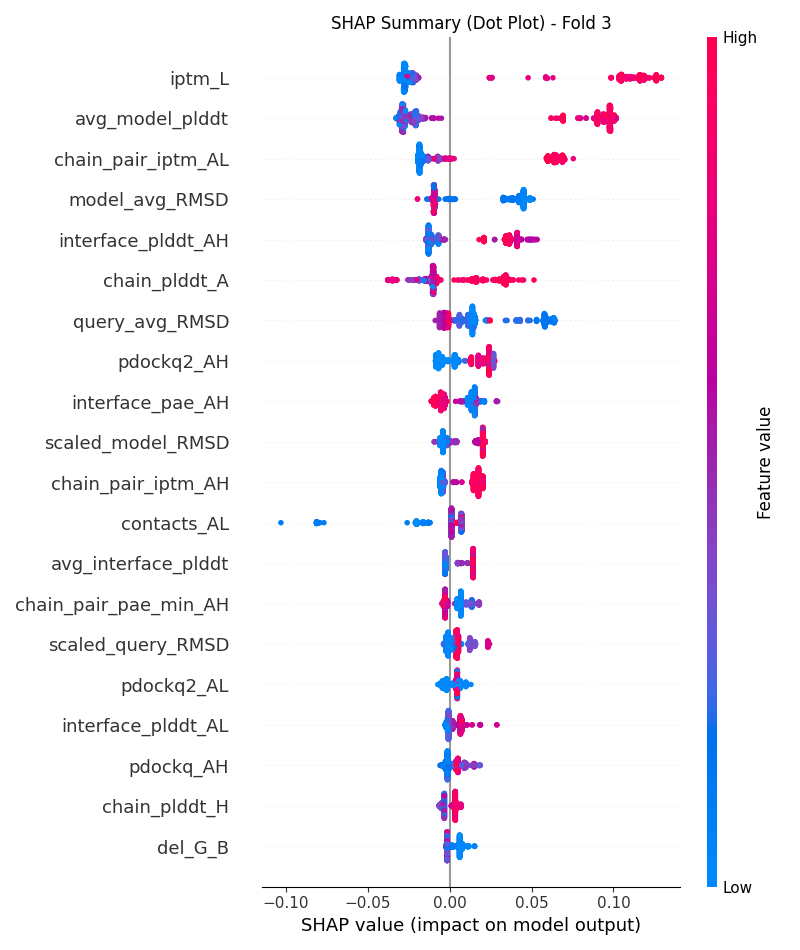 SHAP Summary (Dot Plot) - Fold 3
High
iptm_L
avg_model_plddt
chain_pair_iptm_AL
model_avg_RMSD
interface_plddt_AH
chain_plddt_A
query_avg_RMSD
pdockq2_AH
interface_pae_AH
scaled_model_RMSD
chain_pair_iptm_AH
contacts_AL
avg_interface_plddt
chain_pair_pae_min_AH
scaled_query_RMSD
pdockq2_AL
interface_plddt_AL
pdockq_AH
chain_plddt_H
del_G_B
Feature value
Low
−0.10 −0.05 0.00 0.05 0.10
SHAP value (impact on model output)